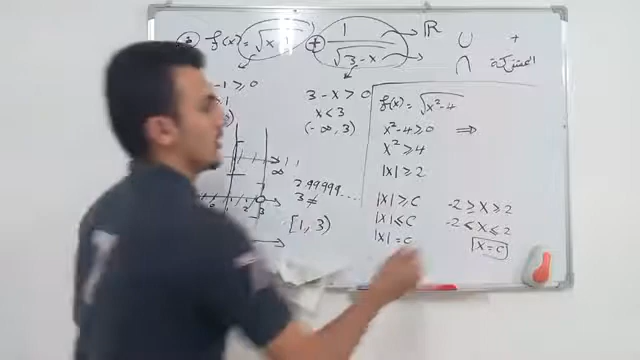 f(x) = √x
+
1
√3-x
ℝ
∪ +
∩ المشتركة
-1 ≥ 0
3-x > 0
x < 3
(-∞, 3)
∞
2.99999....
3 ≠
3
[1, 3)
f(x) = √x²-4
x²-4 ≥ 0 ⇒
x² ≥ 4
|x| ≥ 2
|x| ≥ C -2 ≥ x ≥ 2
|x| ≤ C -2 < x ≤ 2
|x| = C x = C